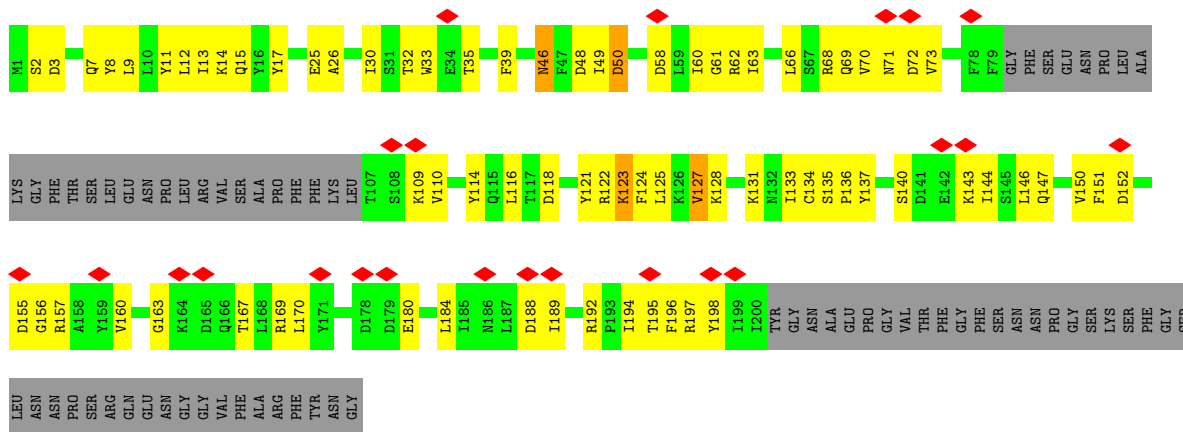 M1 S2 D3 Q7 Y8 L9 L10 Y11 L12 I13 K14 Q15 Y16 Y17 E25 A26 I30 S31 T32 W33 E34 T35 F39 N46 F47 D48 I49 D50 D58 L59 I60 G61 R62 I63 L66 S67 R68 Q69 V70 N71 D72 V73 F78 F79 GLY PHE SER GLU ASN PRO LEU ALA
LYS GLY PHE THR SER LEU GLU ASN PRO LEU ARG VAL SER ALA PRO PHE PHE LYS LEU T107 S108 K109 V110 Y114 Q115 L116 T117 D118 Y121 R122 K123 F124 L125 K126 V127 K128 K131 N132 I133 C134 S135 P136 Y137 S140 D141 E142 K143 I144 S145 L146 Q147 V150 F151 D152
D155 G156 R157 A158 Y159 V160 G163 K164 D165 Q166 T167 L168 R169 L170 Y171 D178 D179 E180 L184 I185 N186 L187 D188 I189 R192 P193 I194 T195 F196 R197 Y198 I199 I200 TYR GLY ASN ALA GLU PRO GLY VAL THR PHE GLY PHE SER ASN ASN PRO GLY SER LYS SER PHE GLY SER
LEU ASN ASN PRO SER ARG GLN GLU ASN GLY GLY VAL PHE ALA ARG PHE TYR ASN GLY